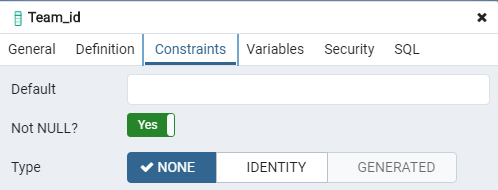 Team_id
General Definition Constraints Variables Security SQL
Default
Not NULL? Yes
Type NONE IDENTITY GENERATED